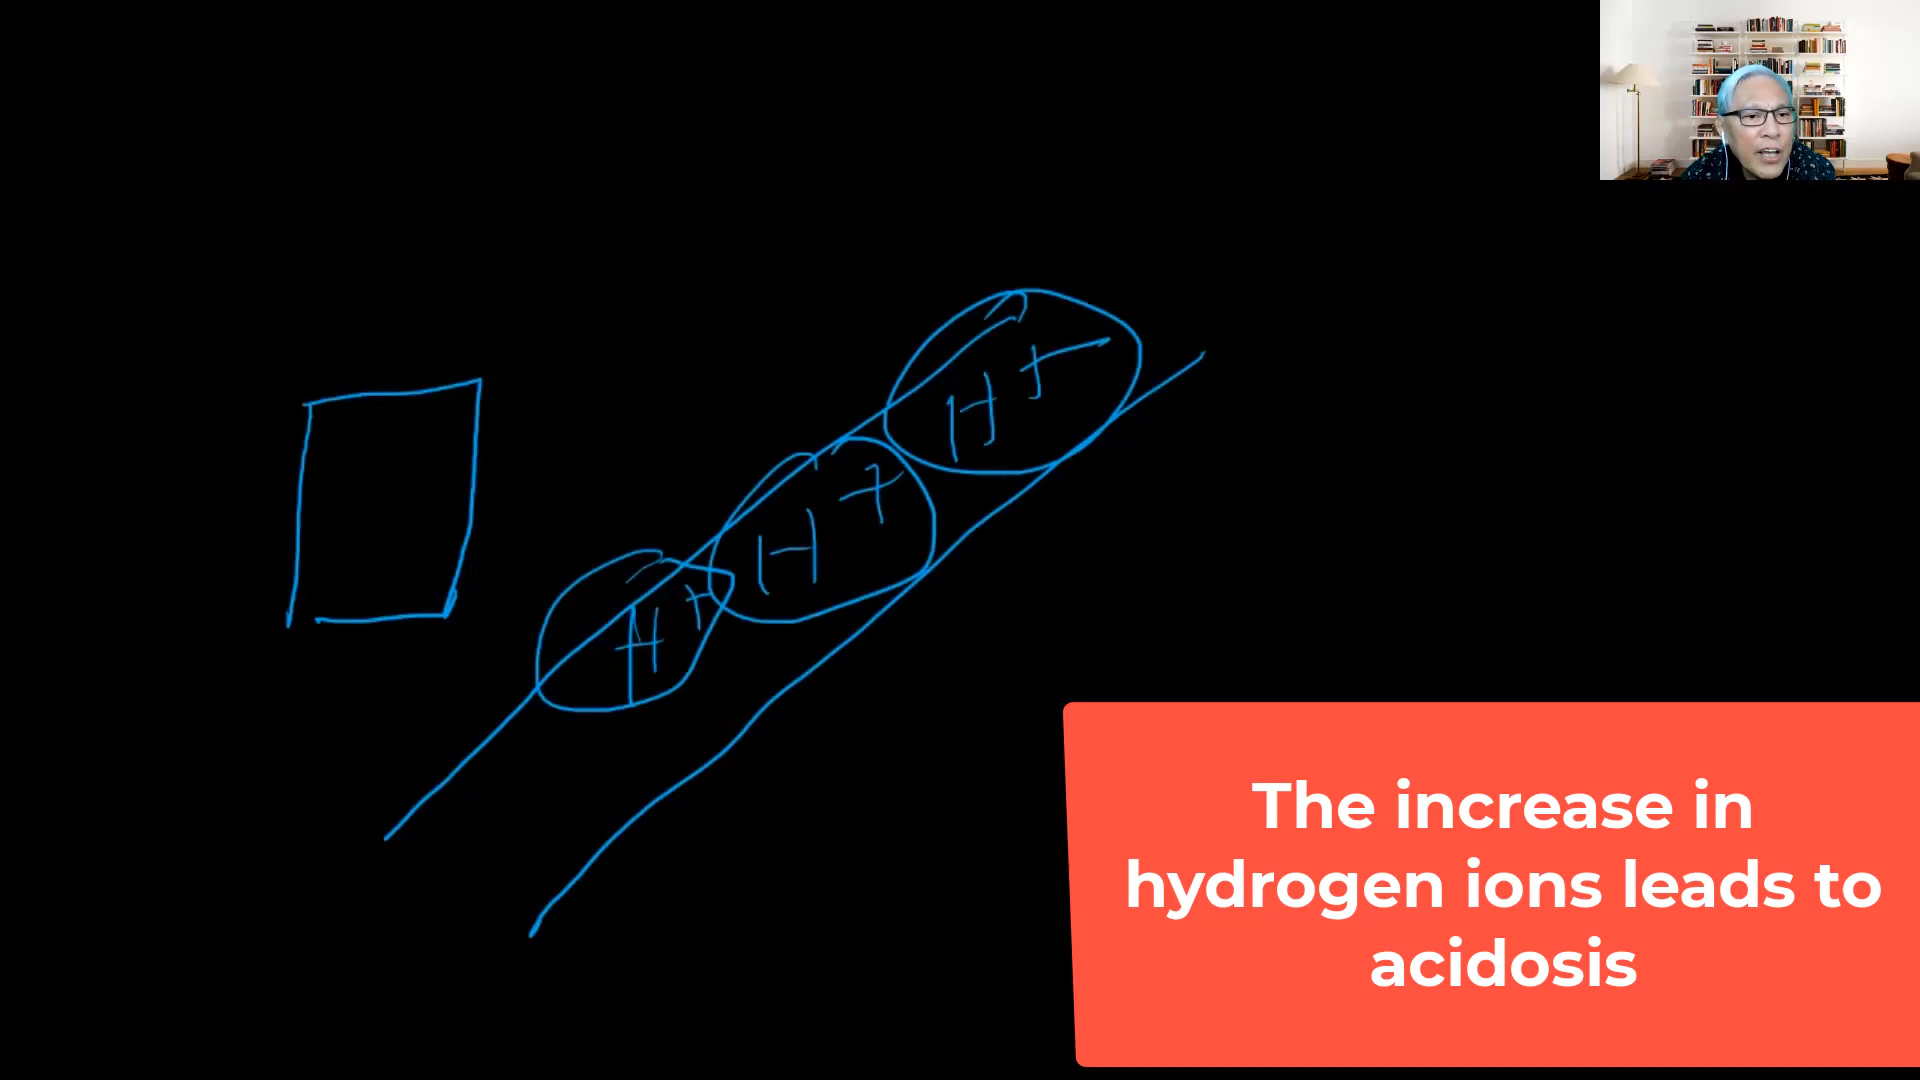 H+
H+
H+
The increase in
hydrogen ions leads to
acidosis